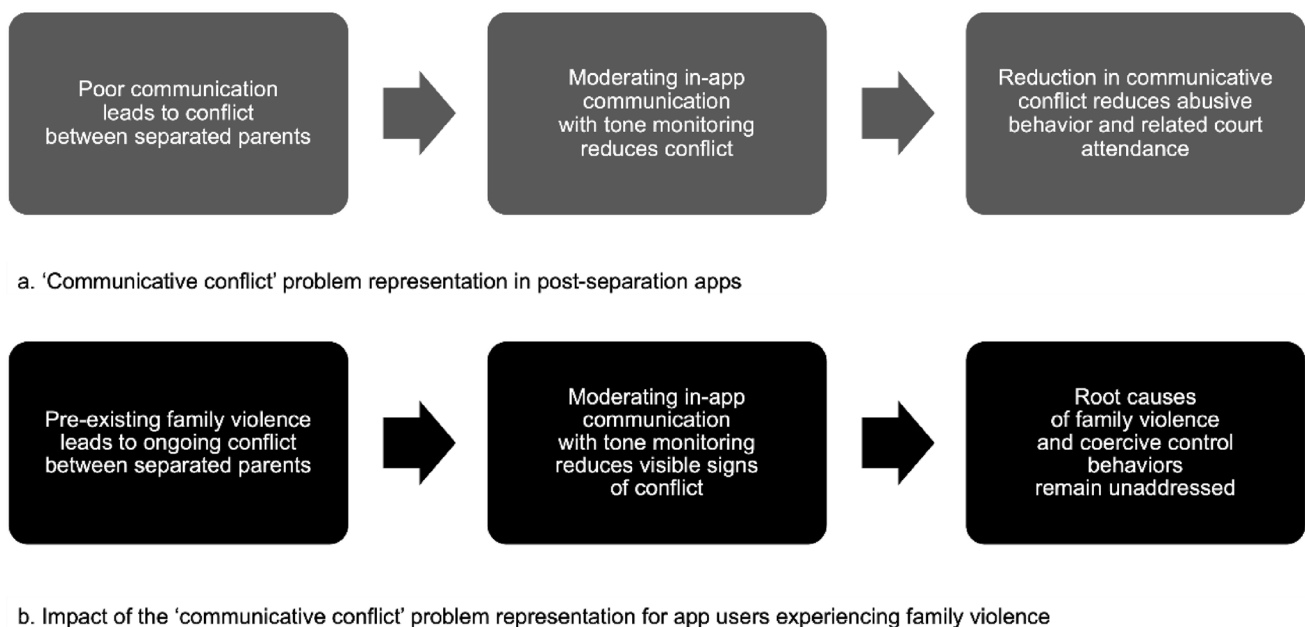 Poor communication
leads to conflict
between separated parents
Moderating in-app
communication
with tone monitoring
reduces conflict
Reduction in communicative
conflict reduces abusive
behavior and related court
attendance
a. ‘Communicative conflict’ problem representation in post-separation apps
Pre-existing family violence
leads to ongoing conflict
between separated parents
Moderating in-app
communication
with tone monitoring
reduces visible signs
of conflict
Root causes
of family violence
and coercive control
behaviors
remain unaddressed
b. Impact of the ‘communicative conflict’ problem representation for app users experiencing family violence